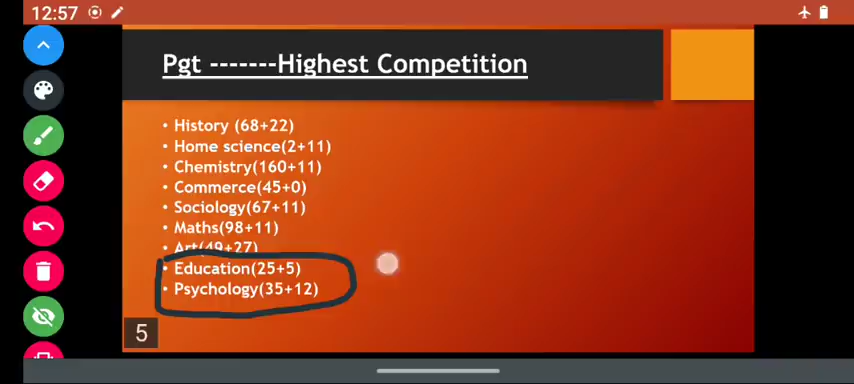 12:57
Pgt -------Highest Competition
• History (68+22)
• Home science(2+11)
• Chemistry(160+11)
• Commerce(45+0)
• Sociology(67+11)
• Maths(98+11)
• Art(49+27)
• Education(25+5)
• Psychology(35+12)
5